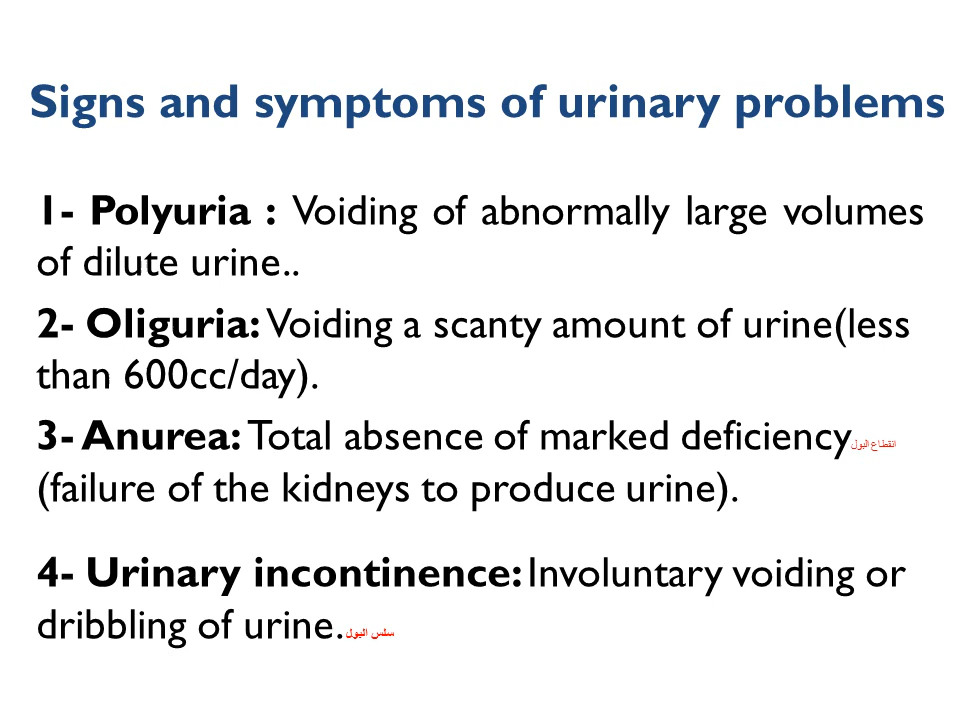 Signs and symptoms of urinary problems
1- Polyuria : Voiding of abnormally large volumes
of dilute urine..
2- Oliguria: Voiding a scanty amount of urine(less
than 600cc/day).
3- Anurea: Total absence of marked deficiency انقطاع البول
(failure of the kidneys to produce urine).
4- Urinary incontinence: Involuntary voiding or
dribbling of urine. سلس البول